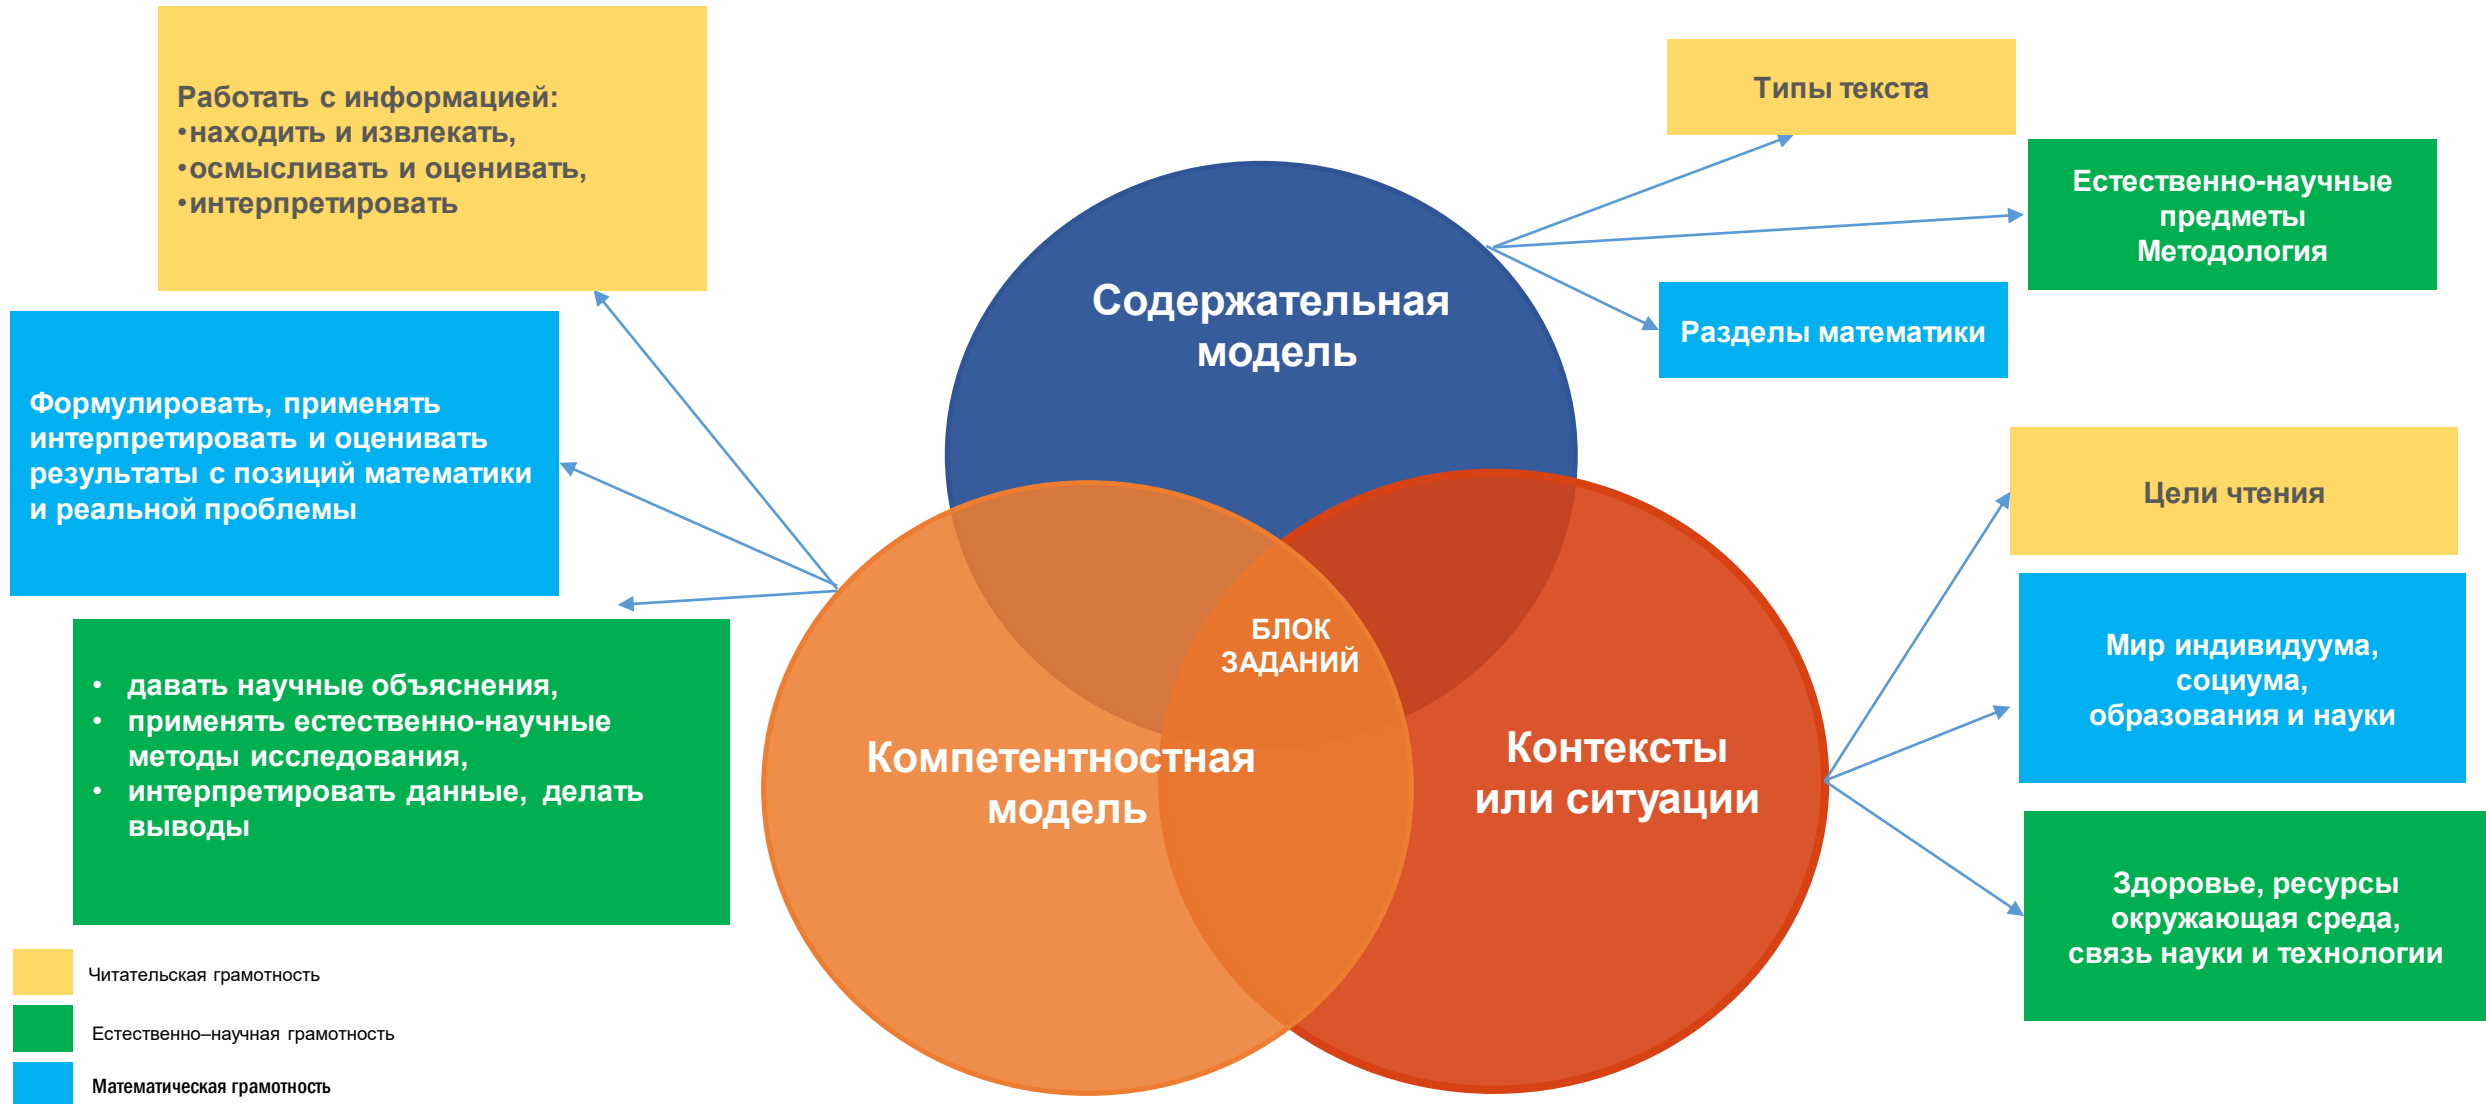 Работать с информацией:
•находить и извлекать,
•осмысливать и оценивать,
•интерпретировать
Формулировать, применять
интерпретировать и оценивать
результаты с позиций математики
и реальной проблемы
• давать научные объяснения,
• применять естественно-научные
методы исследования,
• интерпретировать данные, делать
выводы
Содержательная
модель
БЛОК
ЗАДАНИЙ
Компетентностная
модель
Контексты
или ситуации
Типы текста
Естественно-научные
предметы
Методология
Разделы математики
Цели чтения
Мир индивидуума,
социума,
образования и науки
Здоровье, ресурсы
окружающая среда,
связь науки и технологии
Читательская грамотность
Естественно–научная грамотность
Математическая грамотность